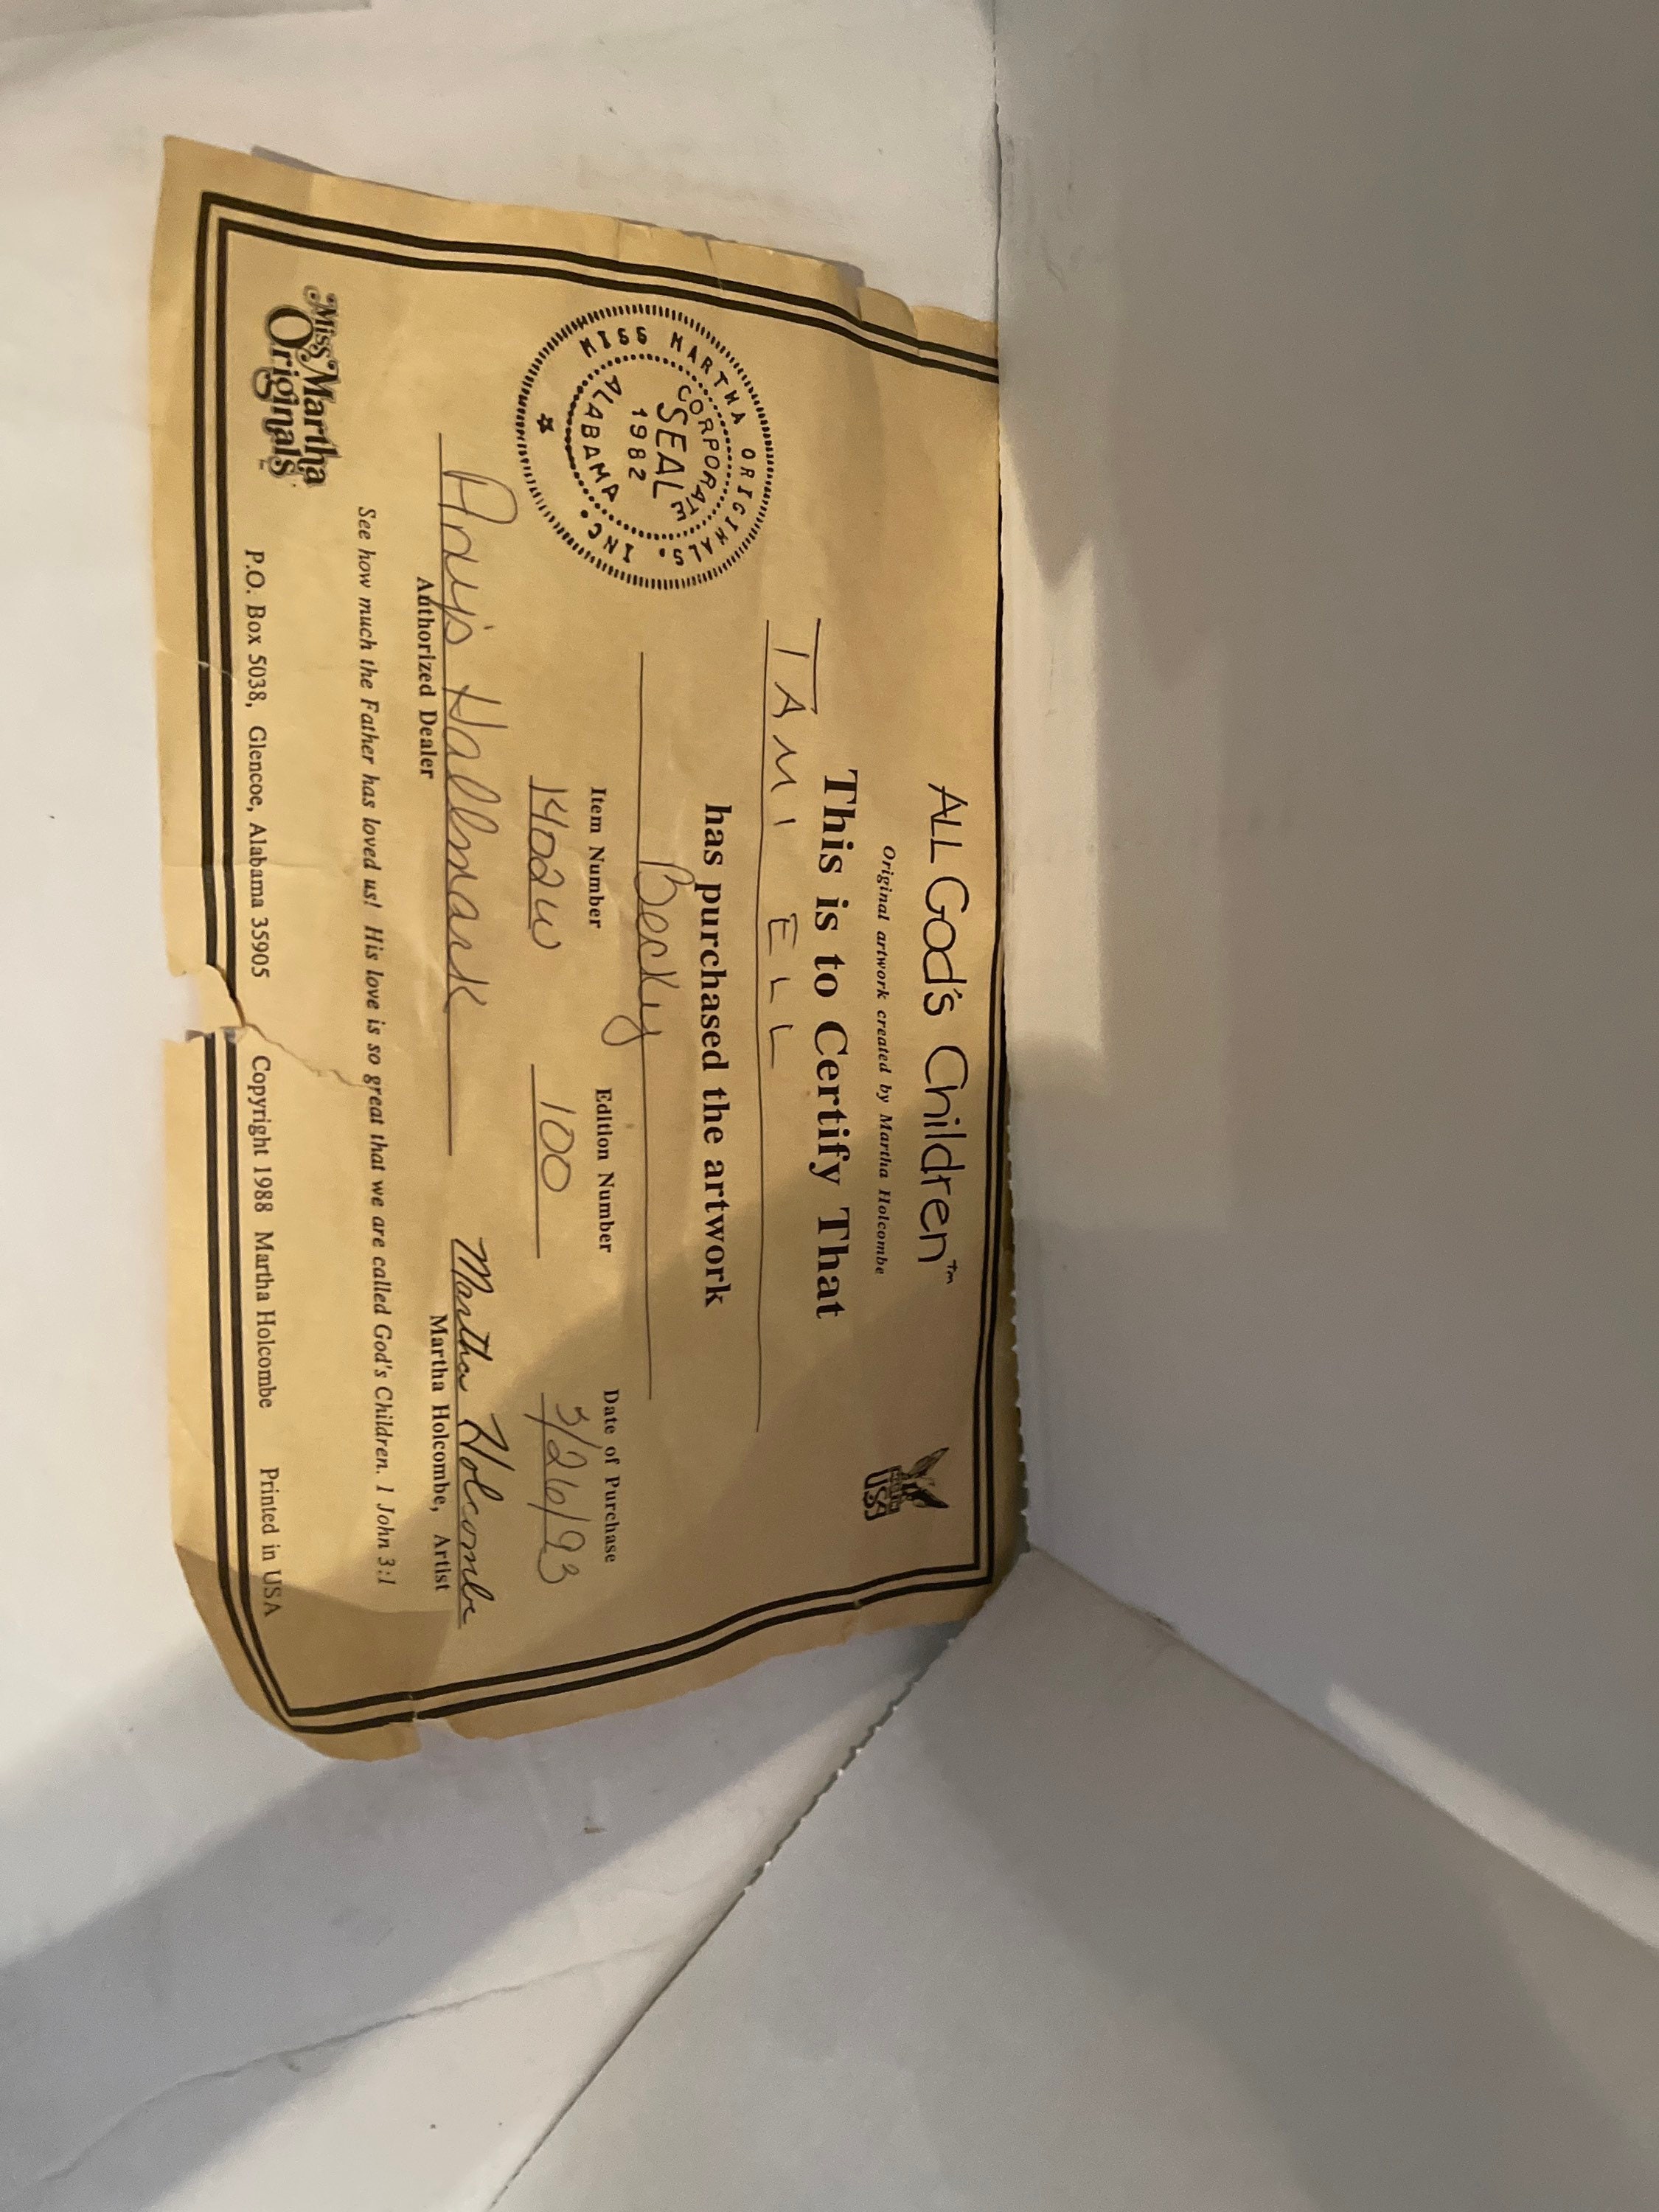 ALL God's Children™
Original artwork created by Martha Holcombe
USA
This is to Certify That
TAMI ELL
has purchased the artwork
Becky
MISS MARTHA ORIGINALS. INC.
CORPORATE
SEAL
1982
ALABAMA
Item Number Edition Number Date of Purchase
1402W 100 3/26/93
Hallmark Martha Holcombe
Authorized Dealer Martha Holcombe, Artist
See how much the Father has loved us! His love is so great that we are called God's Children. 1 John 3:1
Miss Martha
Originals
P.O. Box 5038, Glencoe, Alabama 35905 Copyright 1988 Martha Holcombe Printed in USA